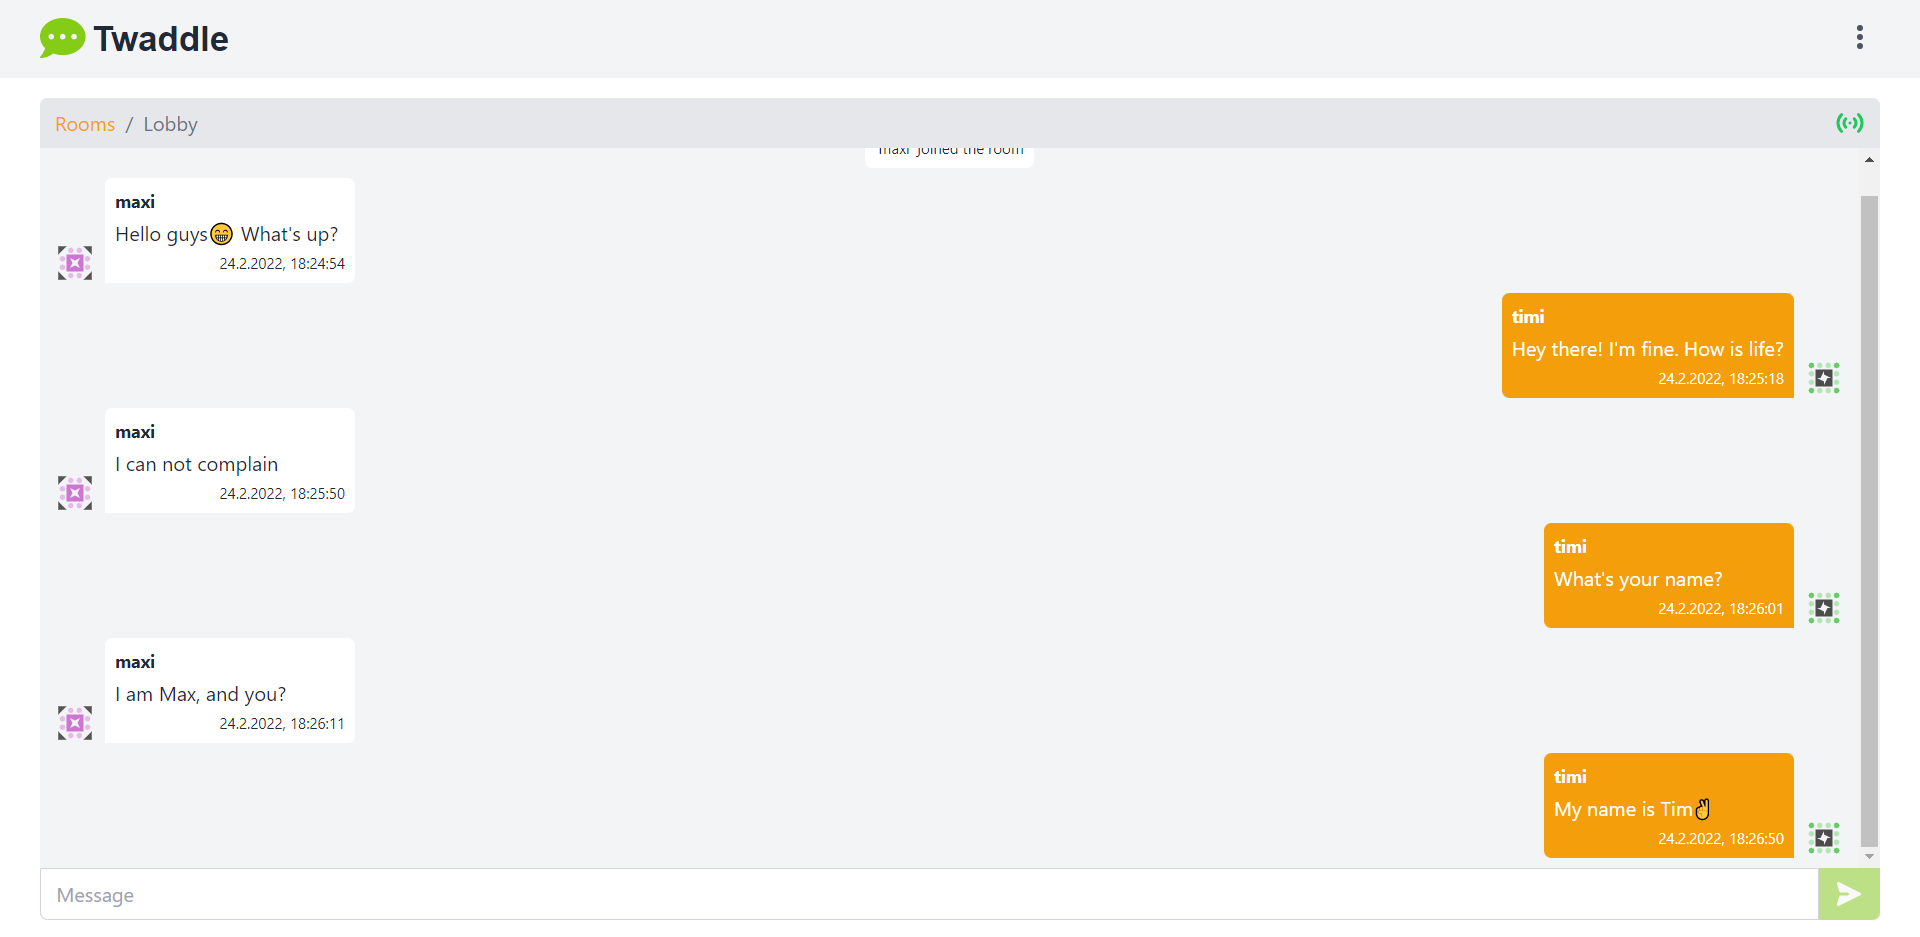 Twaddle
Rooms / Lobby
maxi joined the room
maxi
Hello guys😁 What's up?
24.2.2022, 18:24:54
timi
Hey there! I'm fine. How is life?
24.2.2022, 18:25:18
maxi
I can not complain
24.2.2022, 18:25:50
timi
What's your name?
24.2.2022, 18:26:01
maxi
I am Max, and you?
24.2.2022, 18:26:11
timi
My name is Tim✌
24.2.2022, 18:26:50
Message